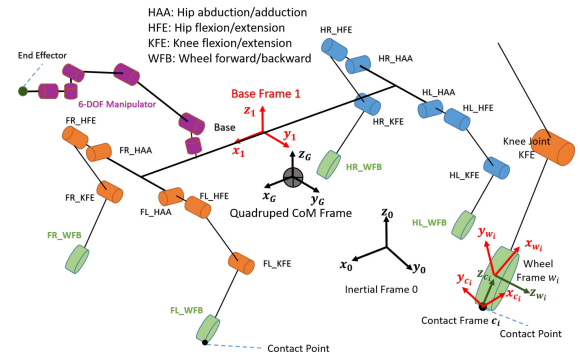 HAA: Hip abduction/adduction
HFE: Hip flexion/extension
KFE: Knee flexion/extension
WFB: Wheel forward/backward
End Effector
6-DOF Manipulator
Base Frame 1
z1
Base
x1
y1
HR_HFE
HR_HAA
HL_HAA
HL_HFE
HR_KFE
Knee Joint
KFE
FR_HFE
FR_HAA
FR_KFE
FL_HFE
FL_HAA
zG
xG
yG
Quadruped CoM Frame
HR_WFB
HL_KFE
HL_WFB
FR_WFB
FL_KFE
FL_WFB
z0
x0
y0
Inertial Frame 0
ywi
xwi
Wheel
Frame wi
zci
zwi
yci
xci
Contact Frame ci
Contact Point
Contact Point